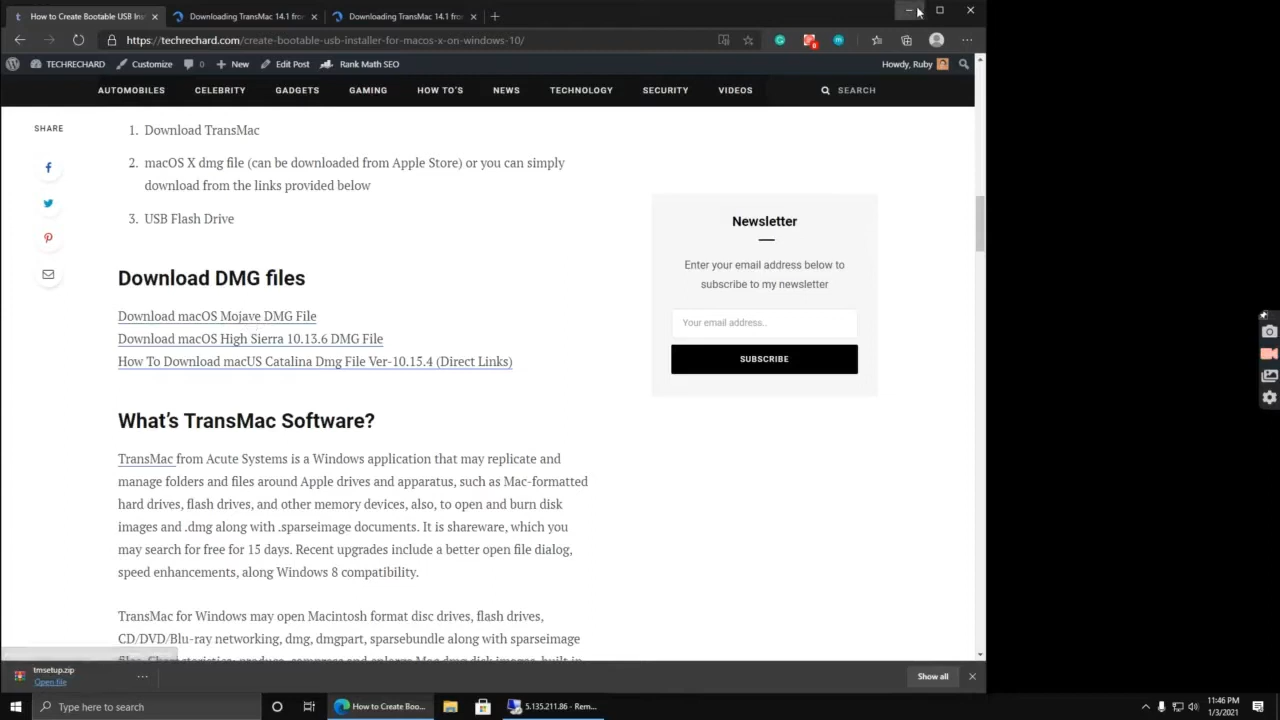 How to Create Bootable USB Ins
Downloading TransMac 14.1 fror
Downloading TransMac 14.1 from
https://techrechard.com/create-bootable-usb-installer-for-macos-x-on-windows-10/
6
TECHRECHARD
Customize
0
New
Edit Post
Rank Math SEO
Howdy, Ruby
AUTOMOBILES
CELEBRITY
GADGETS
GAMING
HOW TO'S
NEWS
TECHNOLOGY
SECURITY
VIDEOS
SEARCH
SHARE
1. Download TransMac
2. macOS X dmg file (can be downloaded from Apple Store) or you can simply
download from the links provided below
3. USB Flash Drive
Download DMG files
Download macOS Mojave DMG File
Download macOS High Sierra 10.13.6 DMG File
How To Download macUS Catalina Dmg File Ver-10.15.4 (Direct Links)
What's TransMac Software?
TransMac from Acute Systems is a Windows application that may replicate and
manage folders and files around Apple drives and apparatus, such as Mac-formatted
hard drives, flash drives, and other memory devices, also, to open and burn disk
images and .dmg along with .sparseimage documents. It is shareware, which you
may search for free for 15 days. Recent upgrades include a better open file dialog,
speed enhancements, along Windows 8 compatibility.
TransMac for Windows may open Macintosh format disc drives, flash drives,
CD/DVD/Blu-ray networking, dmg, dmgpart, sparsebundle along with sparseimage
Newsletter
Enter your email address below to
subscribe to my newsletter
Your email address..
SUBSCRIBE
tmsetup.zip
Open file
Show all
Type here to search
How to Create Boo...
5.135.211.86 - Rem...
11:46 PM
1/3/2021